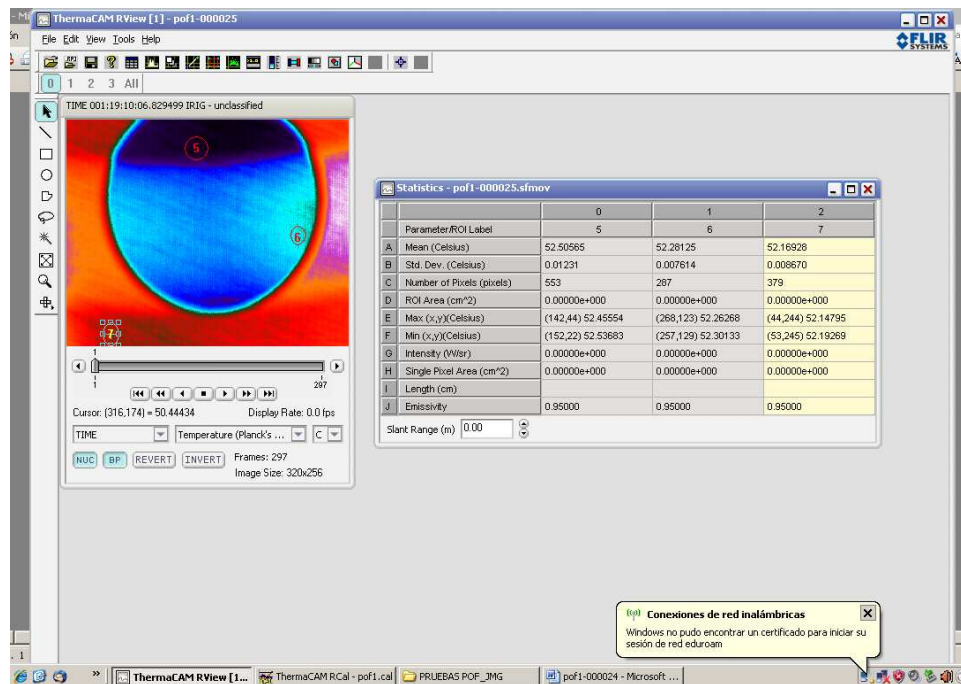 ThermaCAM RView [1] - pof1-000025
File Edit View Tools Help
FLIR
SYSTEMS
0 1 2 3 All
TIME 001:19:10:06.829499 IRIG - unclassified
5
6
7
1
1 297
Cursor: (316,174) = 50.44434 Display Rate: 0.0 fps
TIME Temperature (Planck's ... C
NUC BP REVERT INVERT Frames: 297
Image Size: 320x256
Statistics - pof1-000025.sfmov
0 1 2
Parameter/ROI Label 5 6 7
A Mean (Celsius) 52.50565 52.28125 52.16928
B Std. Dev. (Celsius) 0.01231 0.007614 0.008670
C Number of Pixels (pixels) 553 287 379
D ROI Area (cm^2) 0.00000e+000 0.00000e+000 0.00000e+000
E Max (x,y)(Celsius) (142,44) 52.45554 (268,123) 52.26268 (44,244) 52.14795
F Min (x,y)(Celsius) (152,22) 52.53683 (257,129) 52.30133 (53,245) 52.19269
G Intensity (W/sr) 0.00000e+000 0.00000e+000 0.00000e+000
H Single Pixel Area (cm^2) 0.00000e+000 0.00000e+000 0.00000e+000
I Length (cm)
J Emissivity 0.95000 0.95000 0.95000
Slant Range (m) 0.00
Conexiones de red inalámbricas
Windows no pudo encontrar un certificado para iniciar su
sesión de red eduroam
. 1
» ThermaCAM RView [1... ThermaCAM RCal - pof1.cal PRUEBAS POF_JMG pof1-000024 - Microsoft ...